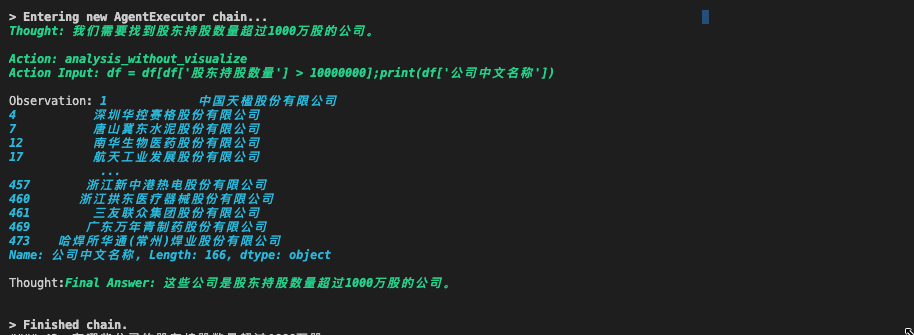 > Entering new AgentExecutor chain...
Thought: 我们需要找到股东持股数量超过1000万股的公司。
Action: analysis_without_visualize
Action Input: df = df[df['股东持股数量'] > 10000000];print(df['公司中文名称'])
Observation: 1 中国天楹股份有限公司
4 深圳华控赛格股份有限公司
7 唐山冀东水泥股份有限公司
12 南华生物医药股份有限公司
17 航天工业发展股份有限公司
...
457 浙江新中港热电股份有限公司
460 浙江拱东医疗器械股份有限公司
461 三友联众集团股份有限公司
469 广东万年青制药股份有限公司
473 哈焊所华通(常州)焊业股份有限公司
Name: 公司中文名称, Length: 166, dtype: object
Thought:Final Answer: 这些公司是股东持股数量超过1000万股的公司。
> Finished chain.